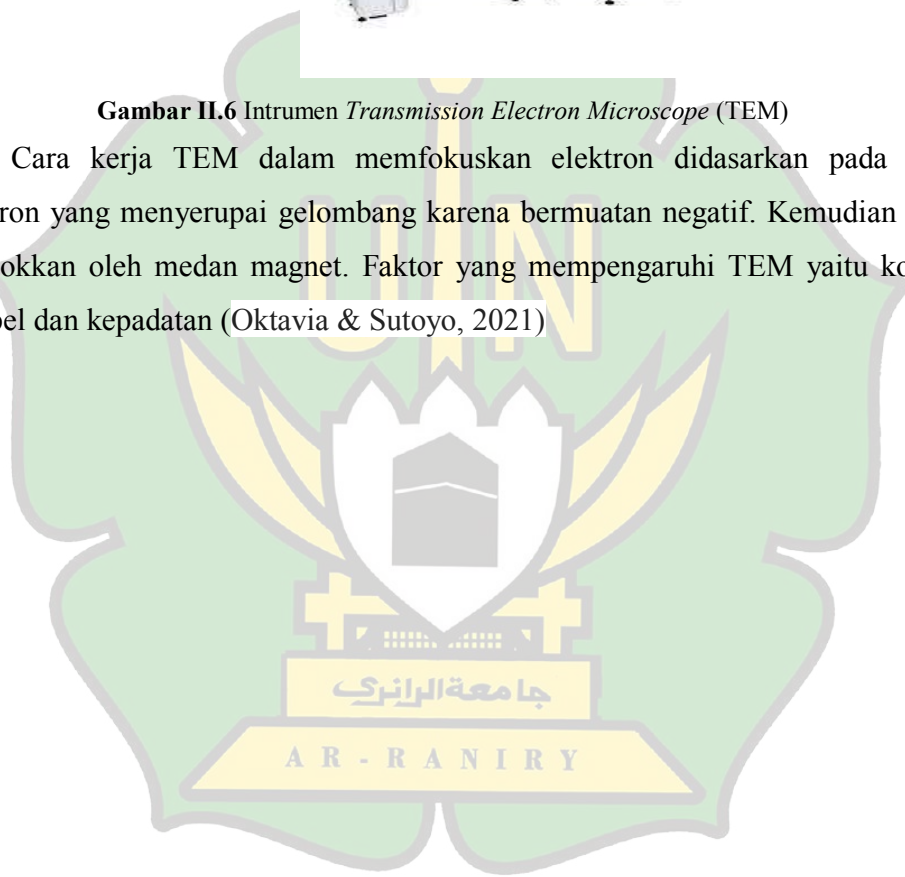 Gambar II.6 Intrumen Transmission Electron Microscope (TEM)
Cara kerja TEM dalam memfokuskan elektron didasarkan pada
ron yang menyerupai gelombang karena bermuatan negatif. Kemudian
okkan oleh medan magnet. Faktor yang mempengaruhi TEM yaitu ko
pel dan kepadatan (Oktavia & Sutoyo, 2021)
UIN
جامعة الرانري
AR-RANIRY